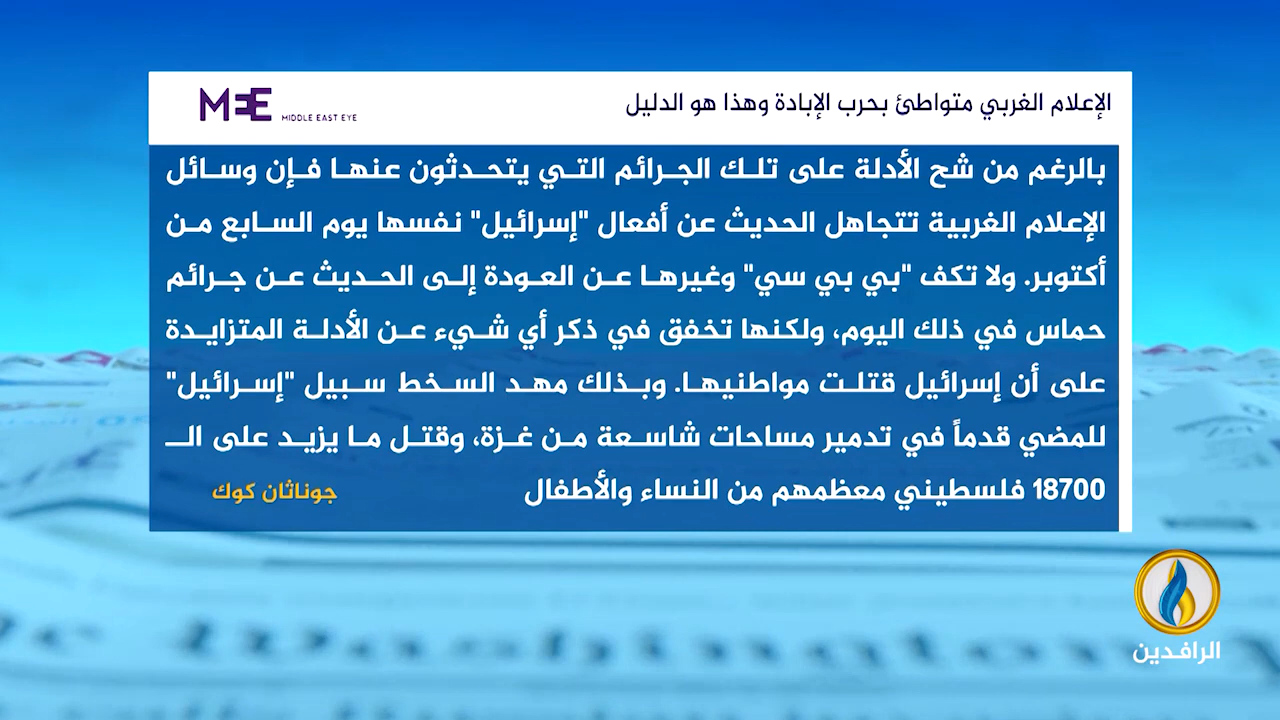 الإعلام الغربي متواطئ بحرب الإبادة وهذا هو الدليل
MEE MIDDLE EAST EYE
بالرغم من شح الأدلة على تلك الجرائم التي يتحدثون عنها فإن وسائل
الإعلام الغربية تتجاهل الحديث عن أفعال "إسرائيل" نفسها يوم السابع من
أكتوبر. ولا تكف "بي بي سي" وغيرها عن العودة إلى الحديث عن جرائم
حماس في ذلك اليوم، ولكنها تخفق في ذكر أي شيء عن الأدلة المتزايدة
على أن إسرائيل قتلت مواطنيها. وبذلك مهد السخط سبيل "إسرائيل"
للمضي قدماً في تدمير مساحات شاسعة من غزة، وقتل ما يزيد على الـ
18700 فلسطيني معظمهم من النساء والأطفال
جوناثان كوك
الرافدين